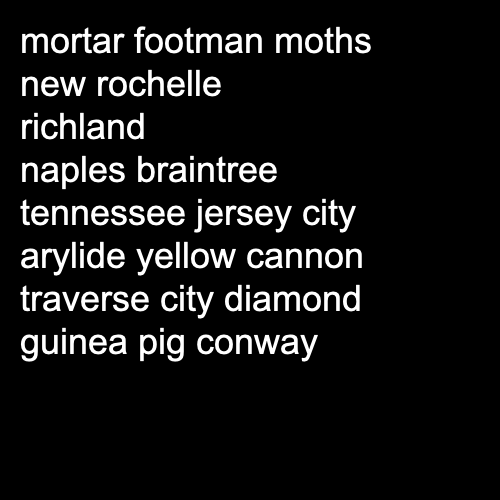 mortar footman moths
new rochelle
richland
naples braintree
tennessee jersey city
arylide yellow cannon
traverse city diamond
guinea pig conway